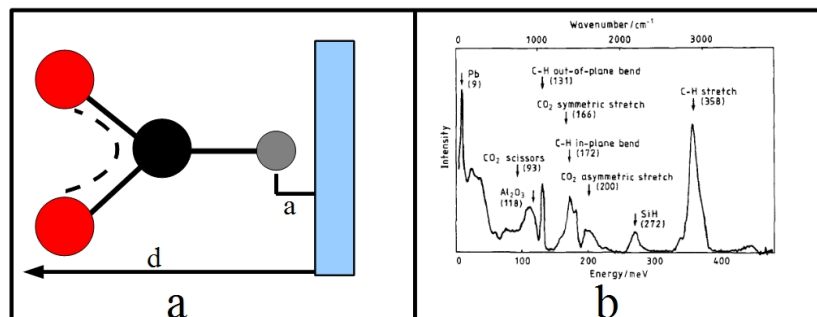 a
d
a
Wavenumber/cm⁻¹
0 1000 2000 3000
Intensity
Pb
(9)
C-H out-of-plane bend
(131)
CO₂ symmetric stretch
(166)
C-H stretch
(358)
C-H in-plane bend
(172)
CO₂ scissors
(93)
CO₂ asymmetric stretch
(200)
Al₂O₃
(118)
SiH
(272)
0 100 200 300 400
Energy/meV
b